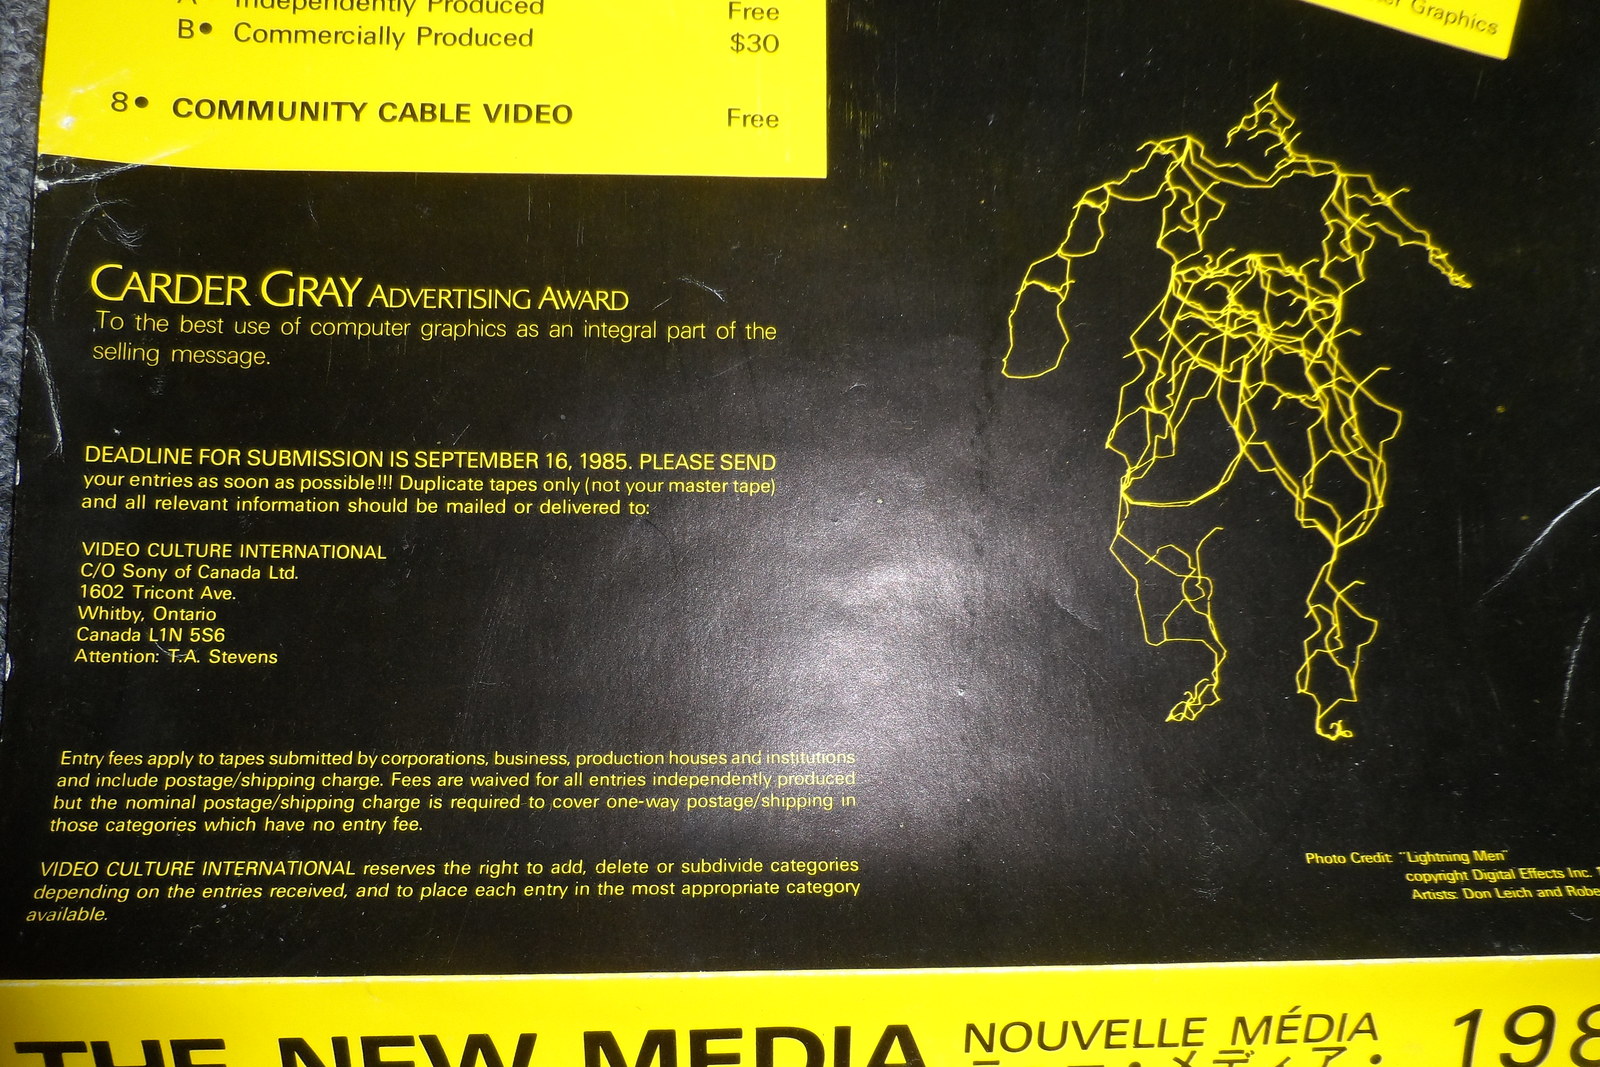 Independently Produced Free
B• Commercially Produced $30
8• COMMUNITY CABLE VIDEO Free
Graphics
CARDER GRAY ADVERTISING AWARD
To the best use of computer graphics as an integral part of the
selling message.
DEADLINE FOR SUBMISSION IS SEPTEMBER 16, 1985. PLEASE SEND
your entries as soon as possible!!! Duplicate tapes only (not your master tape)
and all relevant information should be mailed or delivered to:
VIDEO CULTURE INTERNATIONAL
C/O Sony of Canada Ltd.
1602 Tricont Ave.
Whitby, Ontario
Canada L1N 5S6
Attention: T.A. Stevens
Entry fees apply to tapes submitted by corporations, business, production houses and institutions
and include postage/shipping charge. Fees are waived for all entries independently produced
but the nominal postage/shipping charge is required to cover one-way postage/shipping in
those categories which have no entry fee.
VIDEO CULTURE INTERNATIONAL reserves the right to add, delete or subdivide categories
depending on the entries received, and to place each entry in the most appropriate category
available.
Photo Credit: "Lightning Men"
copyright Digital Effects Inc.
Artists: Don Leich and
THE NEW MEDIA NOUVELLE MÉDIA 198